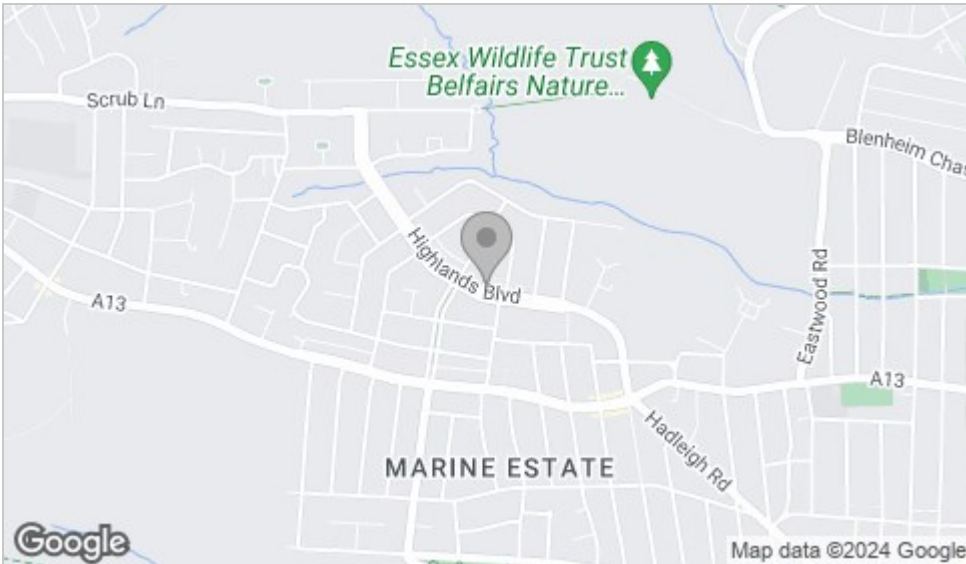 Essex Wildlife Trust
Belfairs Nature...
Scrub Ln
Blenheim Chas
Highlands Blvd
Eastwood Rd
A13
A13
Hadleigh Rd
MARINE ESTATE
Google
Map data ©2024 Google